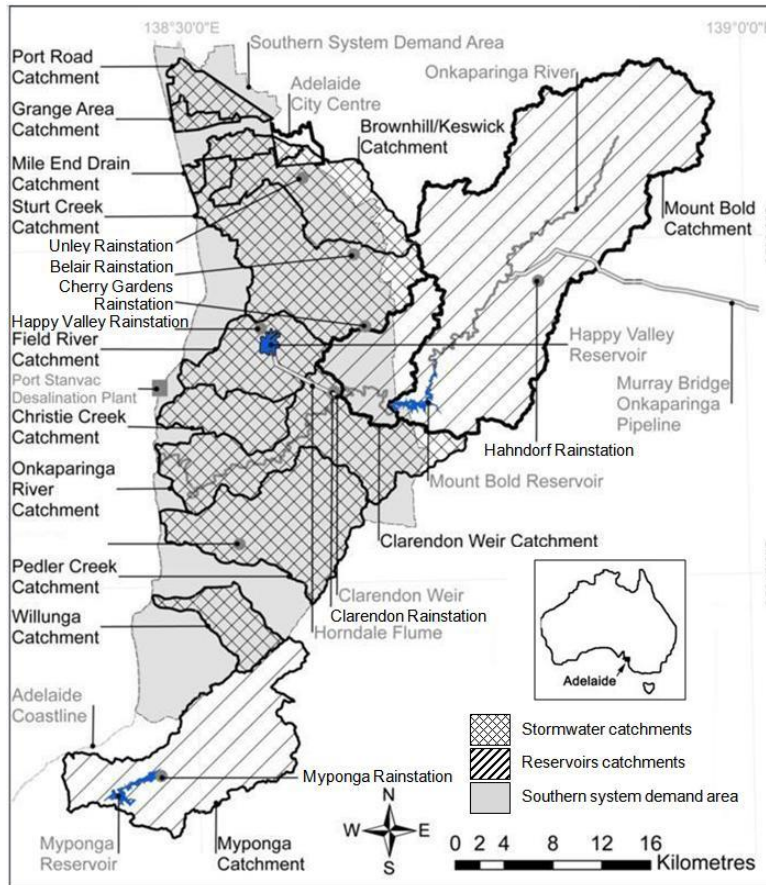 138°30'0"E
139°0'0"E
Port Road
Catchment
Southern System Demand Area
Onkaparinga River
Grange Area
Catchment
Adelaide
City Centre
Brownhill/Keswick
Catchment
Mile End Drain
Catchment
Sturt Creek
Catchment
Mount Bold
Catchment
Unley Rainstation
Belair Rainstation
Cherry Gardens
Rainstation
Happy Valley Rainstation
Field River
Catchment
Happy Valley
Reservoir
Port Stanvac
Desalination Plant
Murray Bridge
Onkaparinga
Pipeline
Christie Creek
Catchment
Hahndorf Rainstation
Onkaparinga
River
Catchment
Mount Bold Reservoir
Clarendon Weir Catchment
Pedler Creek
Catchment
Clarendon Weir
Clarendon Rainstation
Horndale Flume
Willunga
Catchment
Adelaide
Adelaide
Coastline
Stormwater catchments
Reservoirs catchments
Southern system demand area
Myponga Rainstation
Myponga
Reservoir
Myponga
Catchment
N
W
E
S
0 2 4 8 12 16
Kilometres